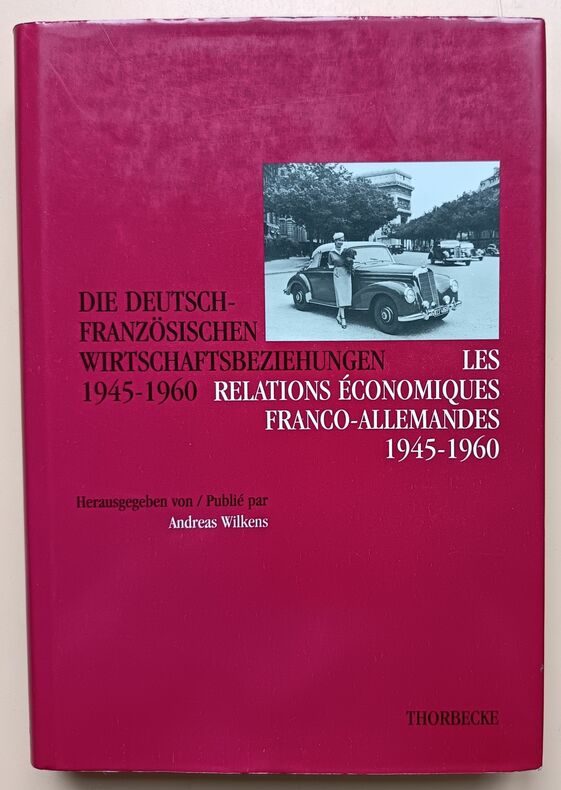 DIE DEUTSCH-
FRANZÖSISCHEN
WIRTSCHAFTSBEZIEHUNGEN
1945-1960
LES
RELATIONS ÉCONOMIQUES
FRANCO-ALLEMANDES
1945-1960
Herausgegeben von / Publié par
Andreas Wilkens
THORBECKE